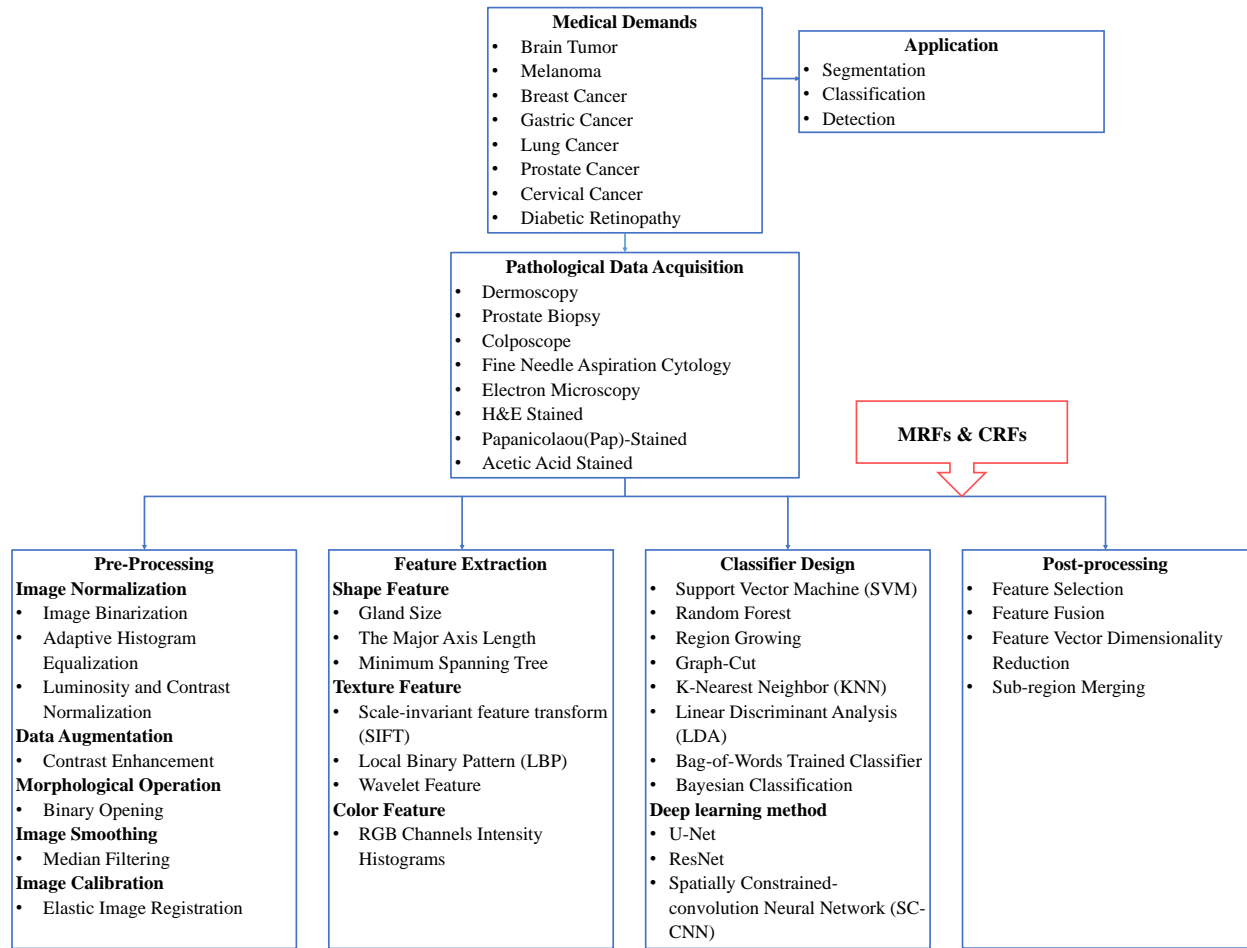 Medical Demands
• Brain Tumor
• Melanoma
• Breast Cancer
• Gastric Cancer
• Lung Cancer
• Prostate Cancer
• Cervical Cancer
• Diabetic Retinopathy
Application
• Segmentation
• Classification
• Detection
Pathological Data Acquisition
• Dermoscopy
• Prostate Biopsy
• Colposcope
• Fine Needle Aspiration Cytology
• Electron Microscopy
• H&E Stained
• Papanicolaou(Pap)-Stained
• Acetic Acid Stained
MRFs & CRFs
Pre-Processing
Image Normalization
• Image Binarization
• Adaptive Histogram
Equalization
• Luminosity and Contrast
Normalization
Data Augmentation
• Contrast Enhancement
Morphological Operation
• Binary Opening
Image Smoothing
• Median Filtering
Image Calibration
• Elastic Image Registration
Feature Extraction
Shape Feature
• Gland Size
• The Major Axis Length
• Minimum Spanning Tree
Texture Feature
• Scale-invariant feature transform
(SIFT)
• Local Binary Pattern (LBP)
• Wavelet Feature
Color Feature
• RGB Channels Intensity
Histograms
Classifier Design
• Support Vector Machine (SVM)
• Random Forest
• Region Growing
• Graph-Cut
• K-Nearest Neighbor (KNN)
• Linear Discriminant Analysis
(LDA)
• Bag-of-Words Trained Classifier
• Bayesian Classification
Deep learning method
• U-Net
• ResNet
• Spatially Constrained-
convolution Neural Network (SC-
CNN)
Post-processing
• Feature Selection
• Feature Fusion
• Feature Vector Dimensionality
Reduction
• Sub-region Merging